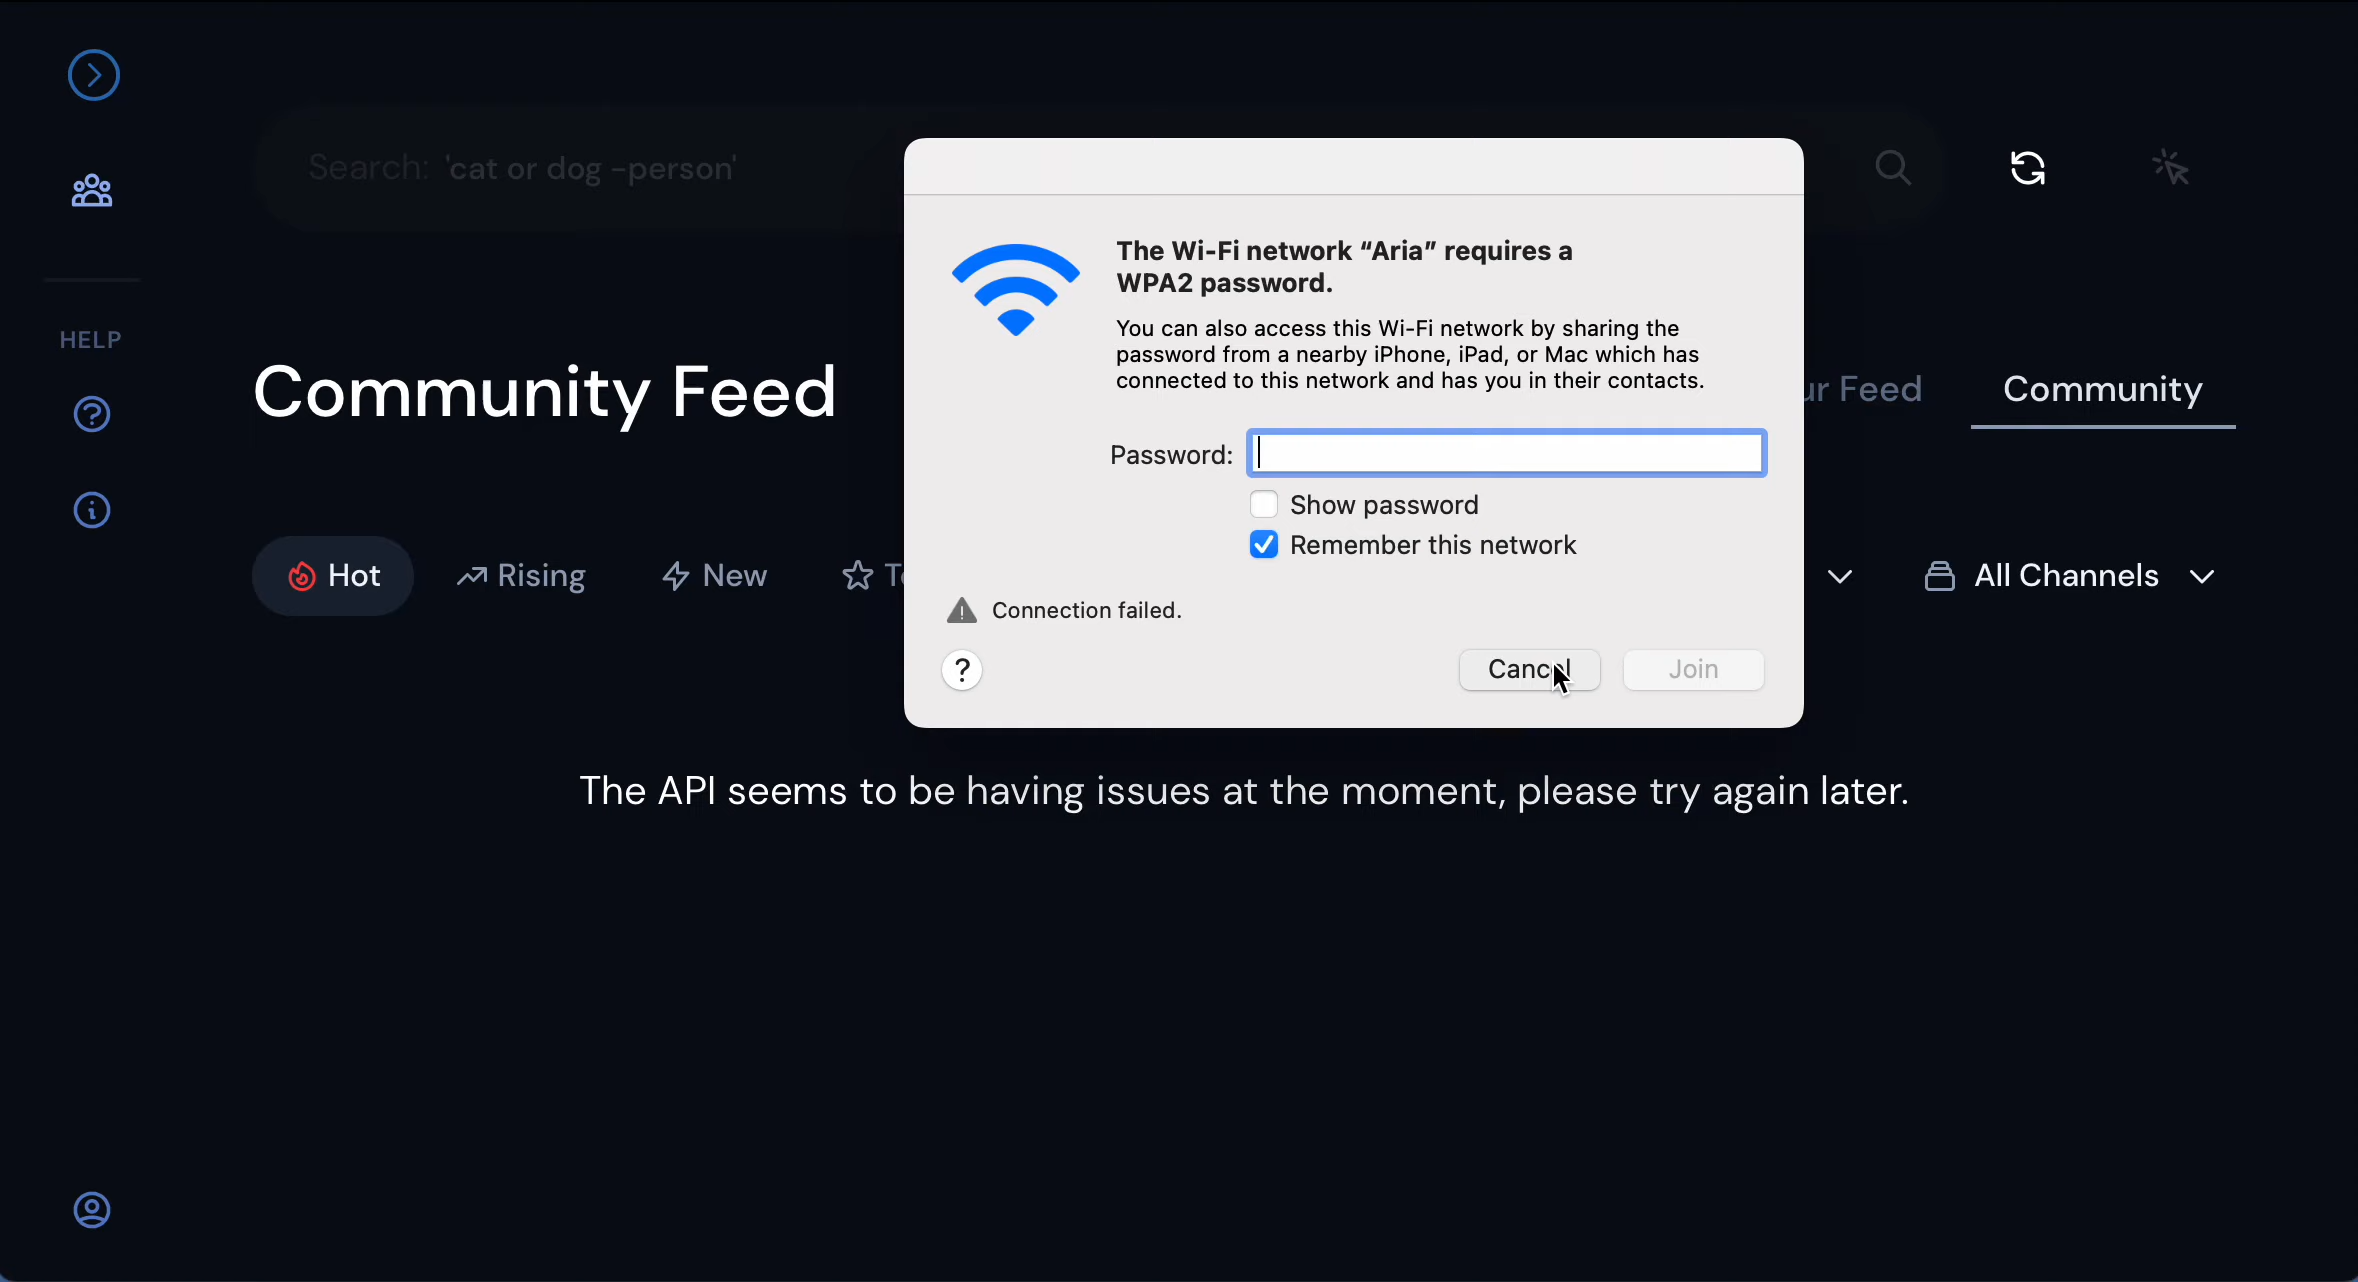 Search: 'cat or dog -person'
The Wi-Fi network “Aria” requires a
WPA2 password.
You can also access this Wi-Fi network by sharing the
password from a nearby iPhone, iPad, or Mac which has
connected to this network and has you in their contacts.
HELP
Community Feed
Feed
Community
Password:
Show password
Remember this network
Hot
Rising
New
All Channels
Connection failed.
?
Cancel
Join
The API seems to be having issues at the moment, please try again later.